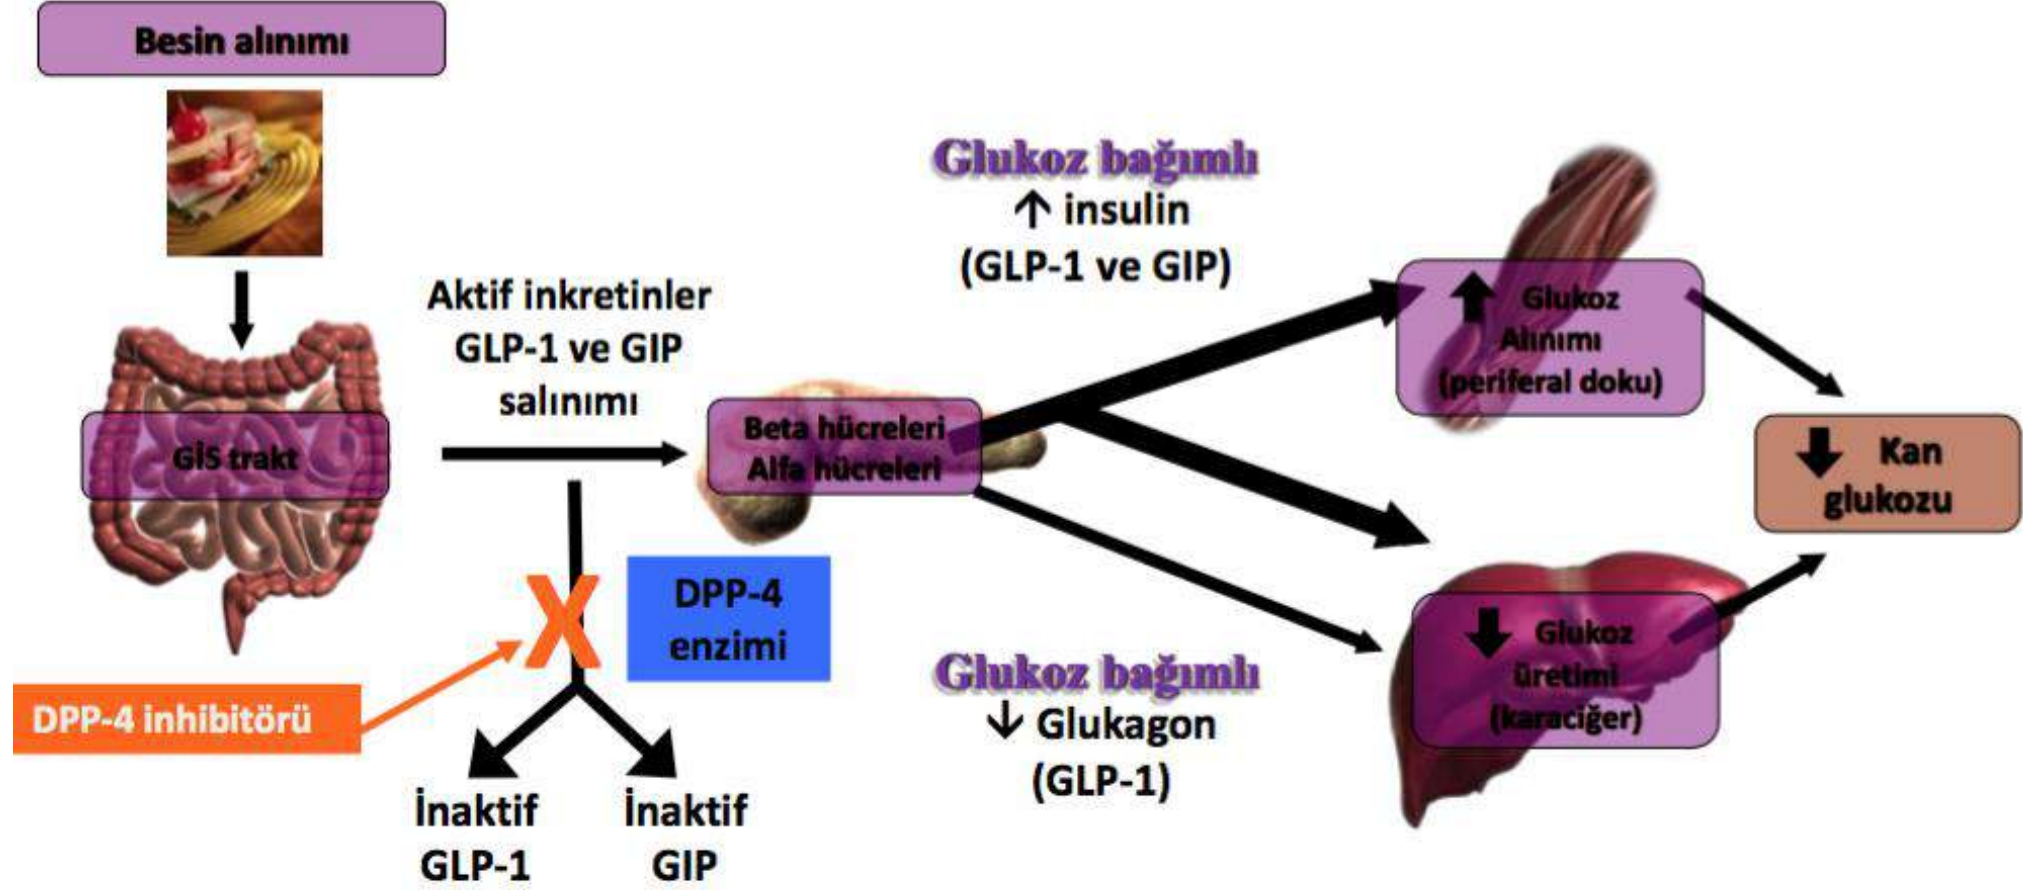 Besin alınımı
GİS trakt
Aktif inkretinler
GLP-1 ve GIP
salınımı
DPP-4
enzimi
DPP-4 inhibitörü
İnaktif
GLP-1
İnaktif
GIP
Beta hücreleri
Alfa hücreleri
Glukoz bağımlı
↑ insulin
(GLP-1 ve GIP)
Glukoz bağımlı
↓ Glukagon
(GLP-1)
↑ Glukoz
Alınımı
(periferal doku)
↓ Glukoz
üretimi
(karaciğer)
↓ Kan
glukozu